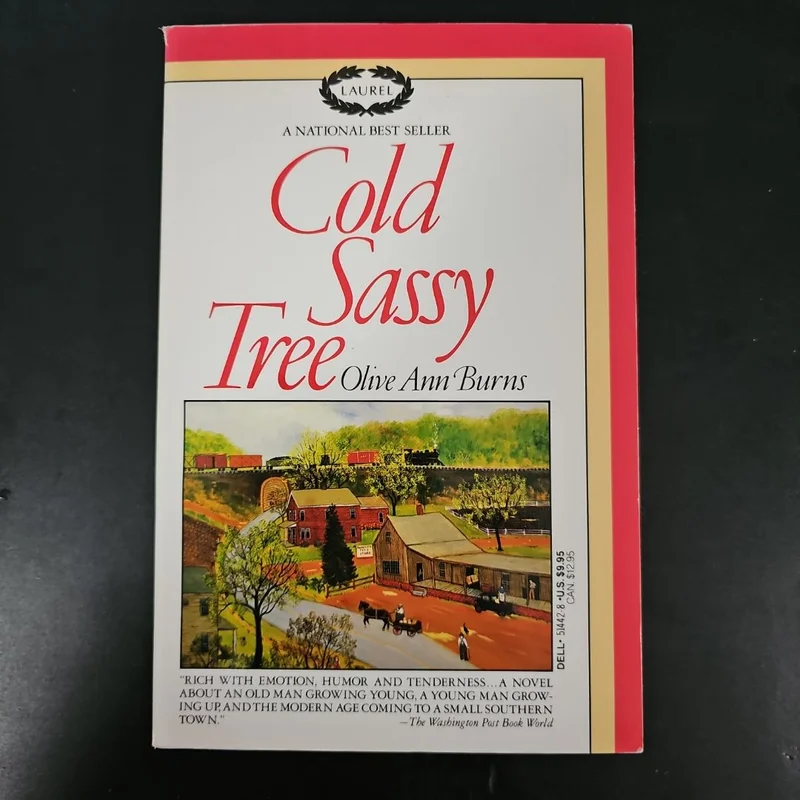 LAUREL
A NATIONAL BEST SELLER
Cold
Sassy
Tree
Olive Ann Burns
"RICH WITH EMOTION, HUMOR AND TENDERNESS...A NOVEL
ABOUT AN OLD MAN GROWING YOUNG, A YOUNG MAN GROW-
ING UP, AND THE MODERN AGE COMING TO A SMALL SOUTHERN
TOWN."
—The Washington Post Book World
DELL • 51442-8 • U.S. $9.95
CAN. $12.95